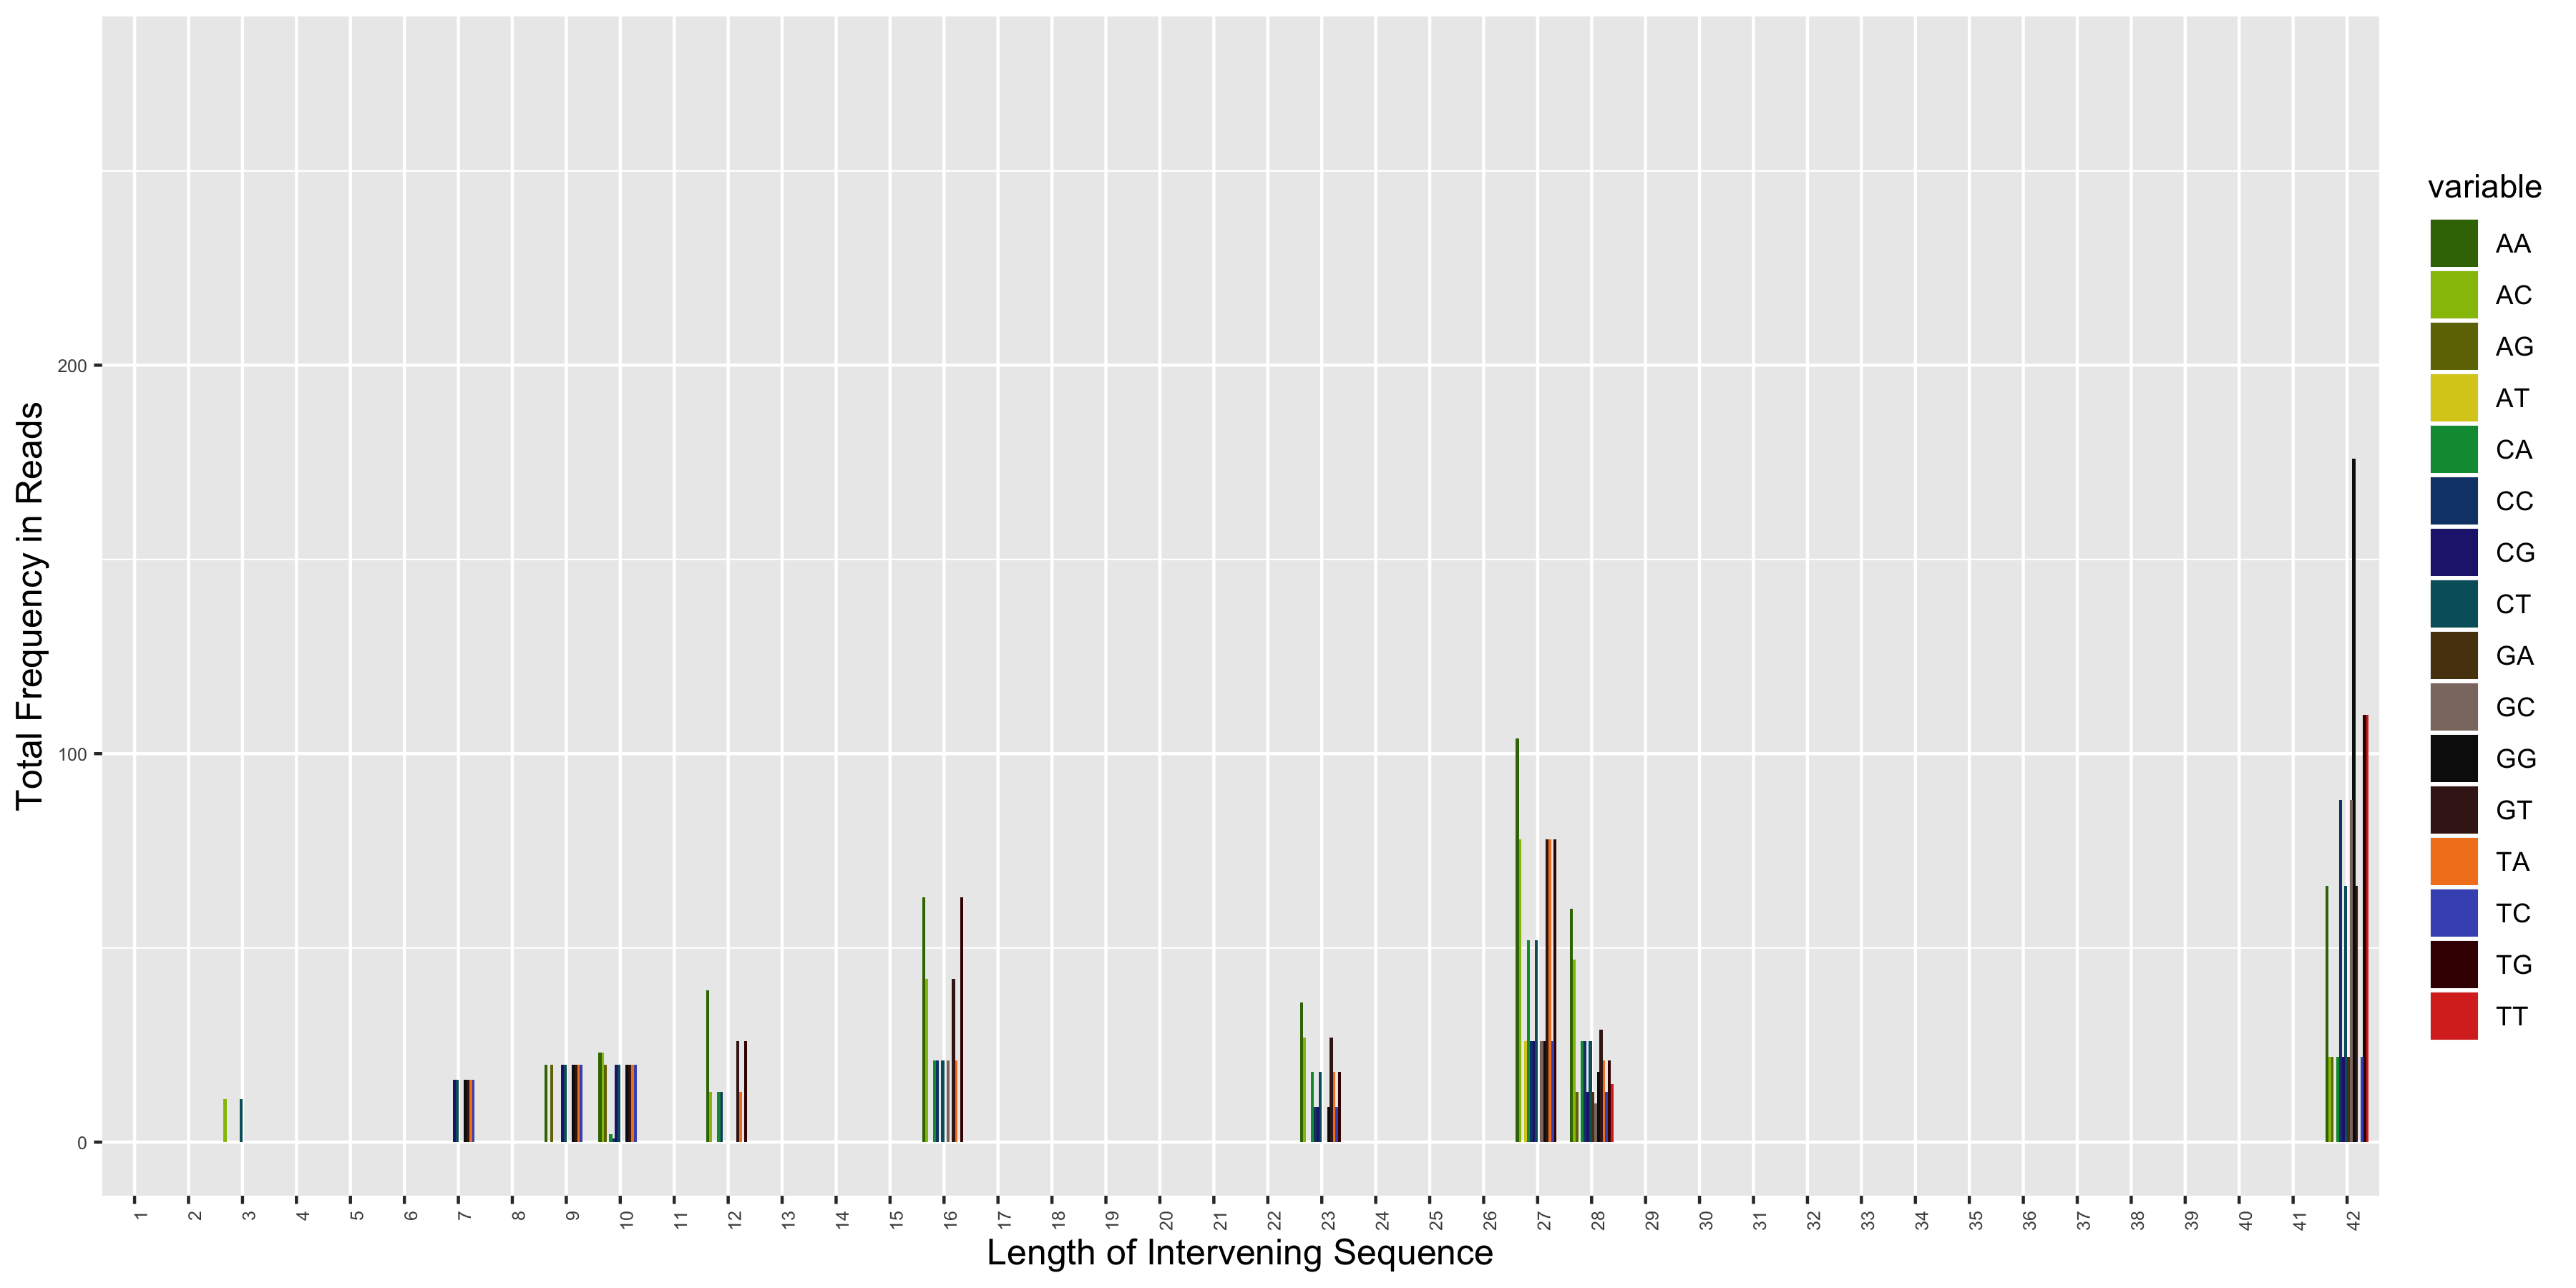 Total Frequency in Reads
200
100
0
1 2 3 4 5 6 7 8 9 10 11 12 13 14 15 16 17 18 19 20 21 22 23 24 25 26 27 28 29 30 31 32 33 34 35 36 37 38 39 40 41 42
Length of Intervening Sequence
variable
AA
AC
AG
AT
CA
CC
CG
CT
GA
GC
GG
GT
TA
TC
TG
TT